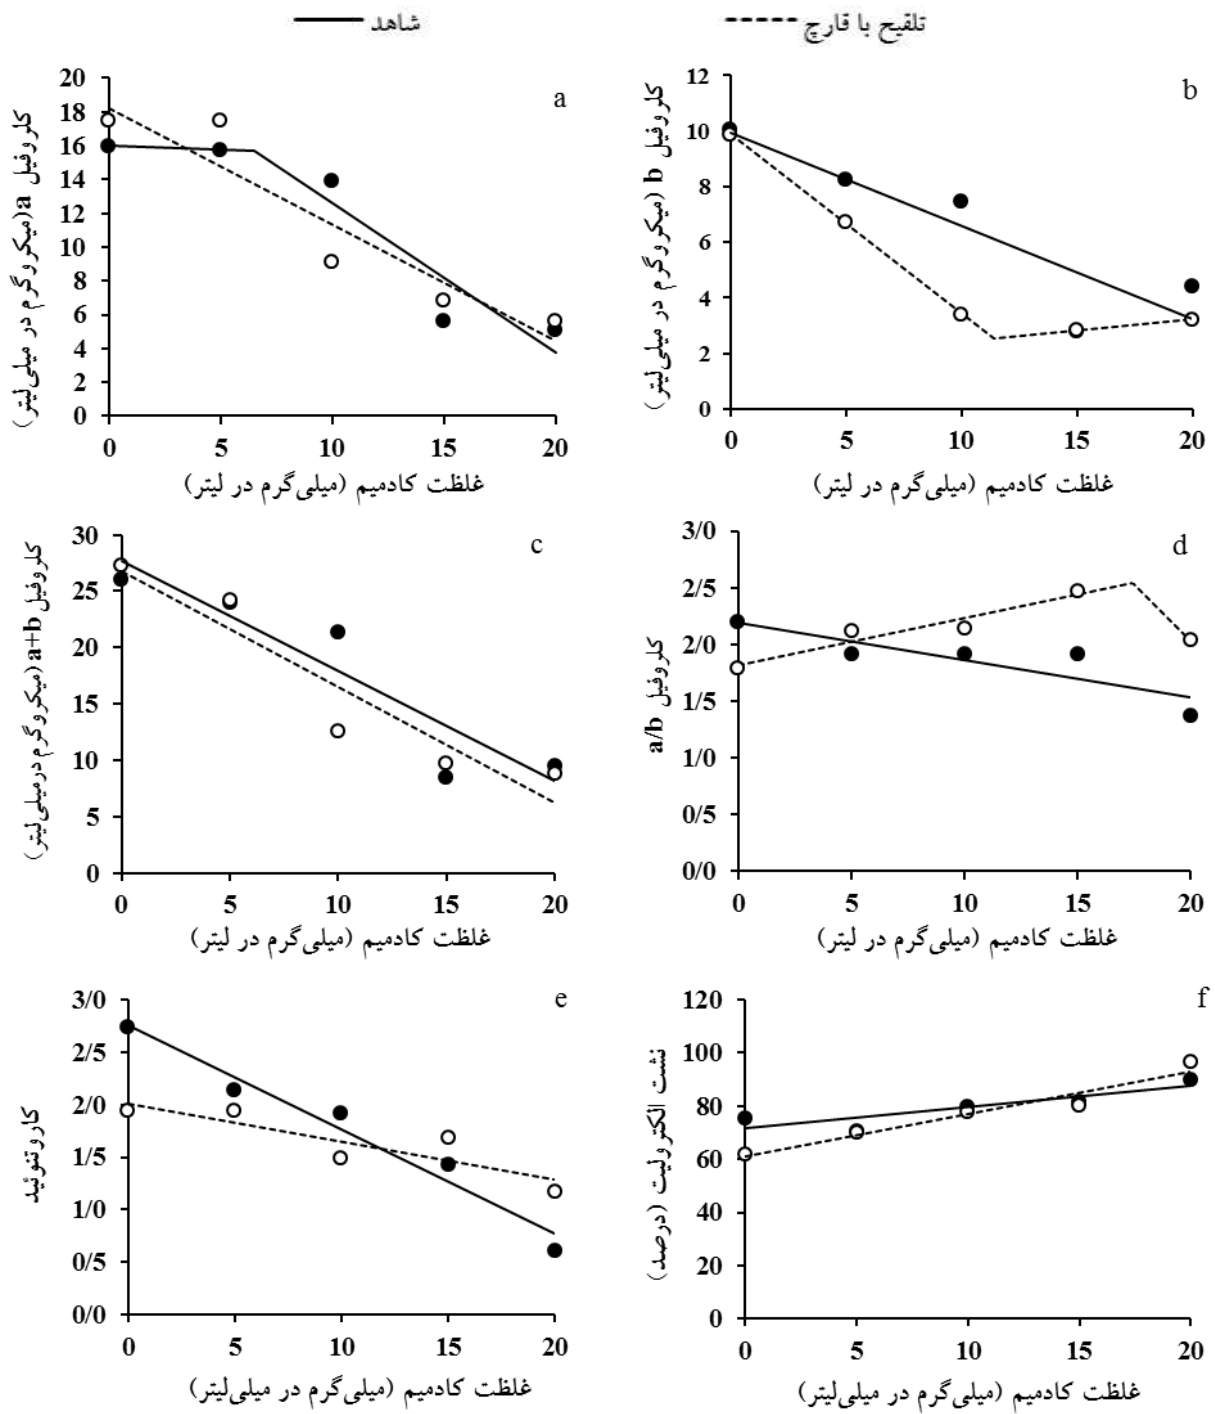 شاهد
تلقیح با قارچ
a
کلروفیل a(میکروگرم در میلی‌لیتر)
20
18
16
14
12
10
8
6
4
2
0
0 5 10 15 20
غلظت کادمیم (میلی‌گرم در لیتر)
b
کلروفیل b (میکروگرم در میلی‌لیتر)
12
10
8
6
4
2
0
0 5 10 15 20
غلظت کادمیم (میلی‌گرم در لیتر)
c
کلروفیل a+b (میکروگرم درمیلی‌لیتر)
30
25
20
15
10
5
0
0 5 10 15 20
غلظت کادمیم (میلی‌گرم در لیتر)
d
کلروفیل a/b
3/0
2/5
2/0
1/5
1/0
0/5
0/0
0 5 10 15 20
غلظت کادمیم (میلی‌گرم در لیتر)
e
کاروتنوئید
3/0
2/5
2/0
1/5
1/0
0/5
0/0
0 5 10 15 20
غلظت کادمیم (میلی‌گرم در میلی‌لیتر)
f
نشت الکترولیت (درصد)
120
100
80
60
40
20
0
0 5 10 15 20
غلظت کادمیم (میلی‌گرم در میلی‌لیتر)